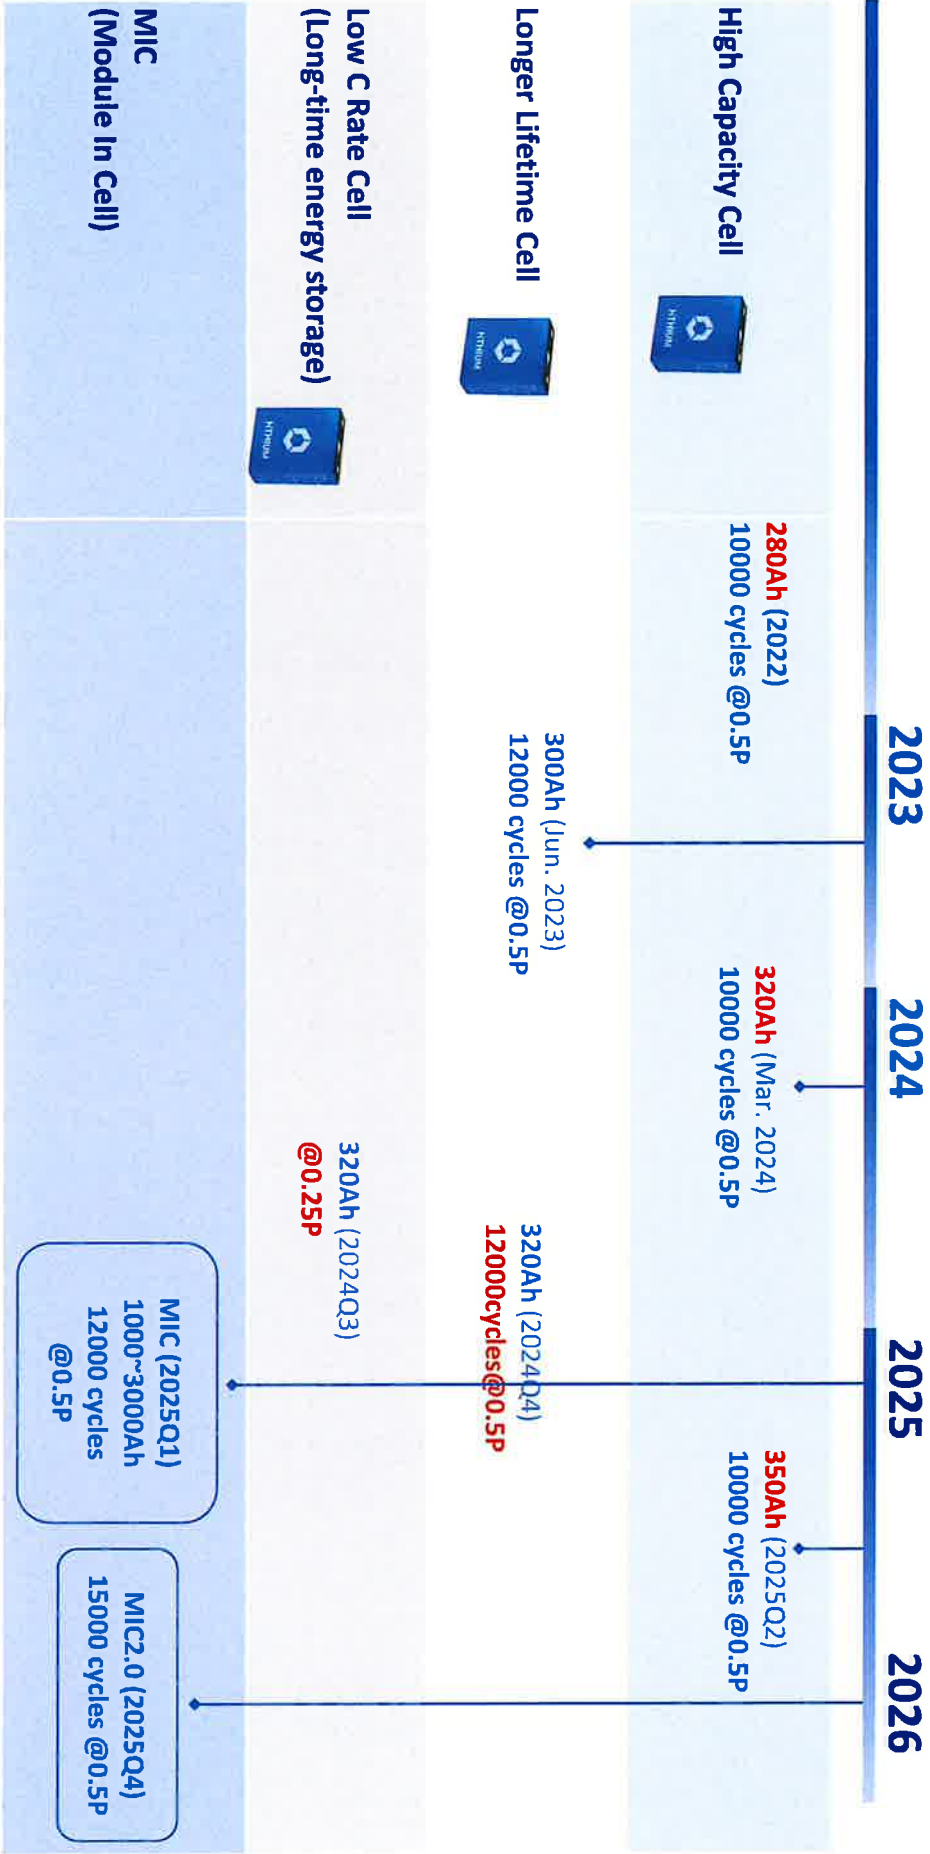 2023
2024
2025
2026
High Capacity Cell
HTHIUM
280Ah (2022)
10000 cycles @0.5P
320Ah (Mar. 2024)
10000 cycles @0.5P
350Ah (2025Q2)
10000 cycles @0.5P
Longer Lifetime Cell
HTHIUM
300Ah (Jun. 2023)
12000 cycles @0.5P
320Ah (2024Q4)
12000cycles@0.5P
Low C Rate Cell
(Long-time energy storage)
HTHIUM
320Ah (2024Q3)
@0.25P
MIC
(Module In Cell)
MIC (2025Q1)
1000~3000Ah
12000 cycles
@0.5P
MIC2.0 (2025Q4)
15000 cycles @0.5P